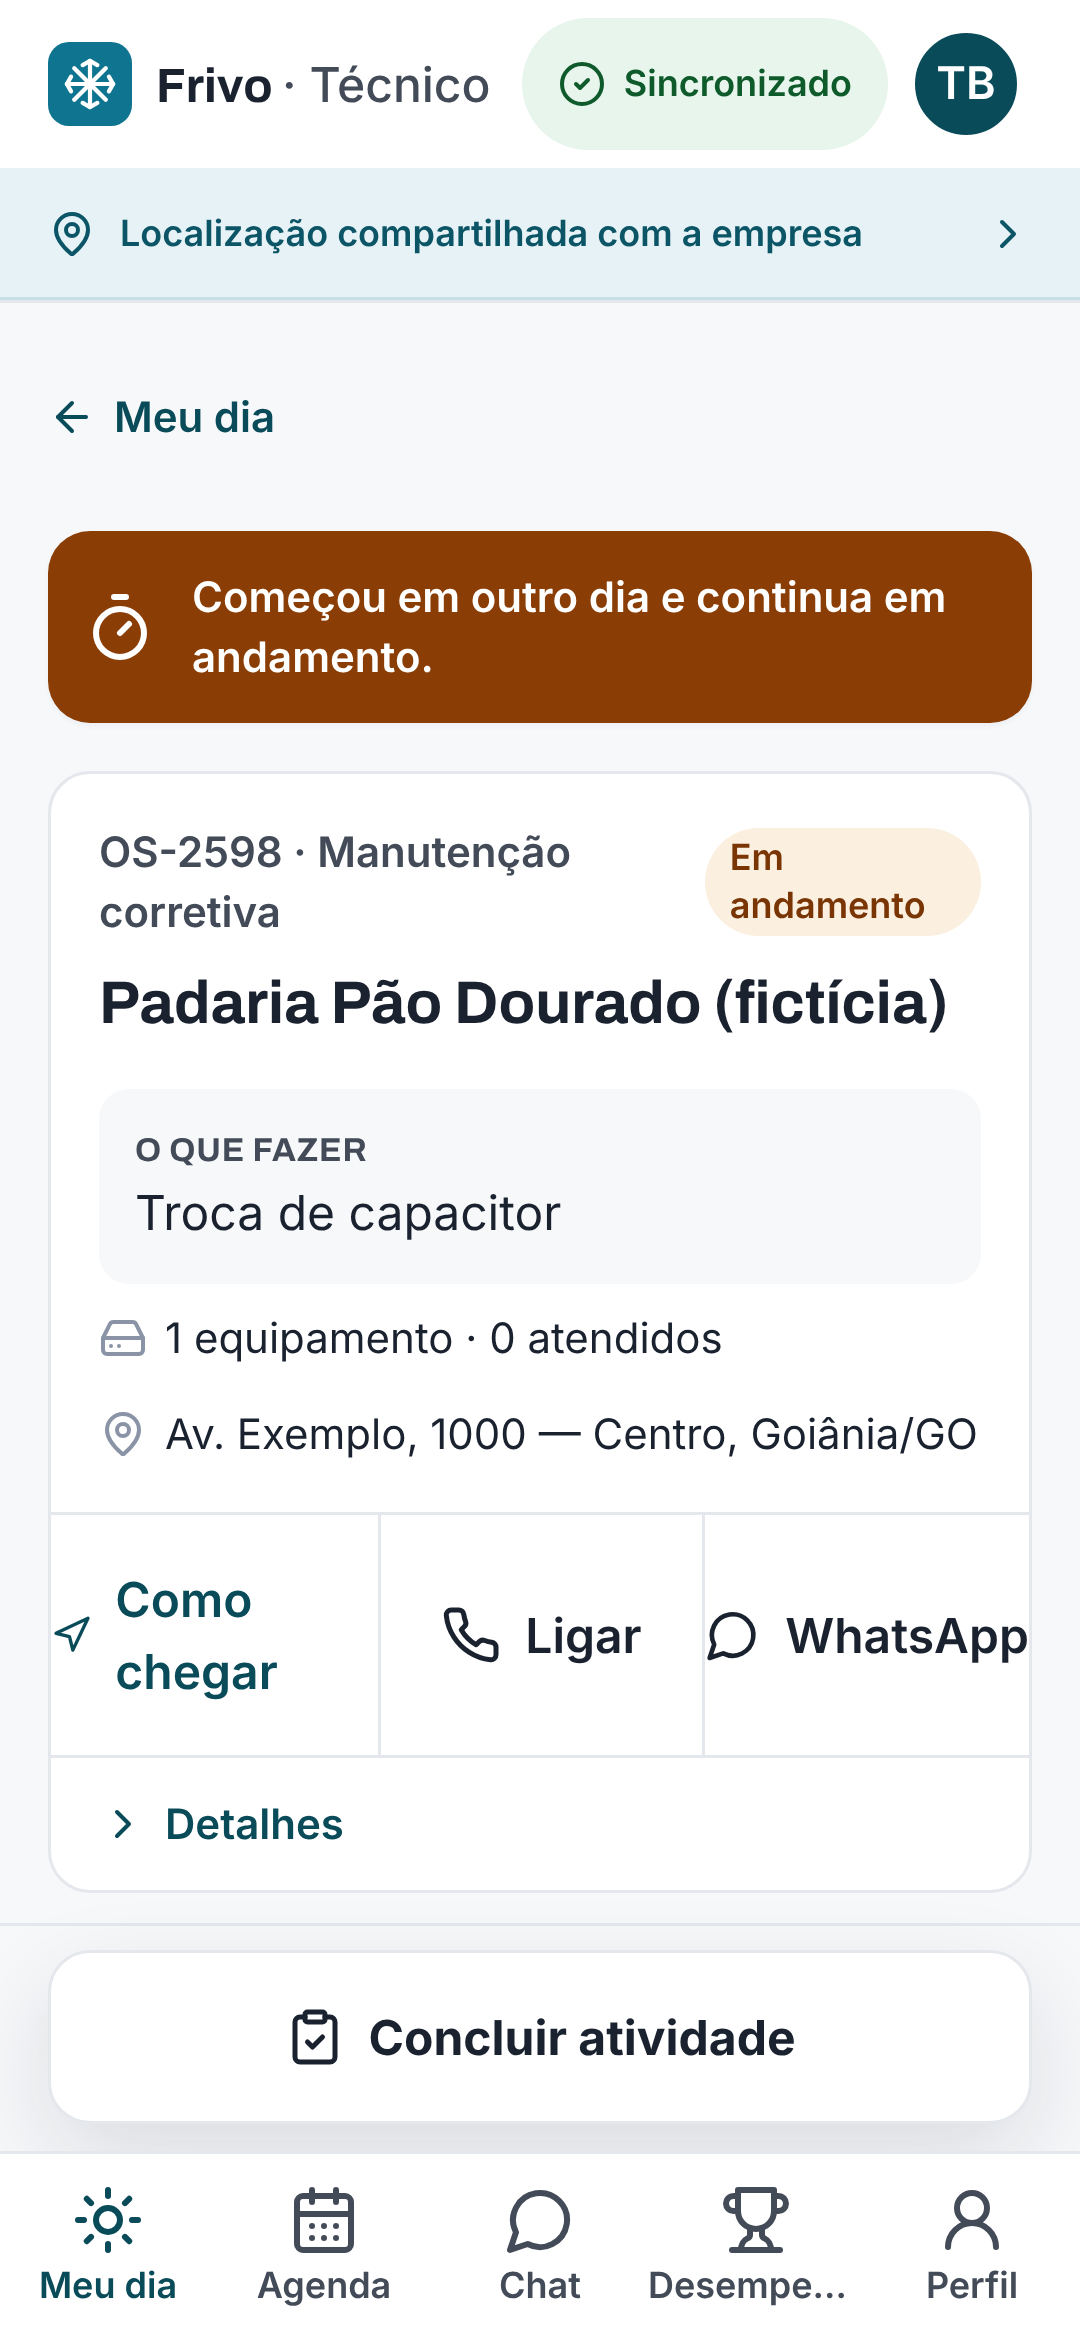 Frivo · Técnico
Sincronizado
TB
Localização compartilhada com a empresa
Meu dia
Começou em outro dia e continua em
andamento.
OS-2598 · Manutenção
corretiva
Em
andamento
Padaria Pão Dourado (fictícia)
O QUE FAZER
Troca de capacitor
1 equipamento · 0 atendidos
Av. Exemplo, 1000 — Centro, Goiânia/GO
Como
chegar
Ligar
WhatsApp
Detalhes
Concluir atividade
Meu dia
Agenda
Chat
Desempe...
Perfil